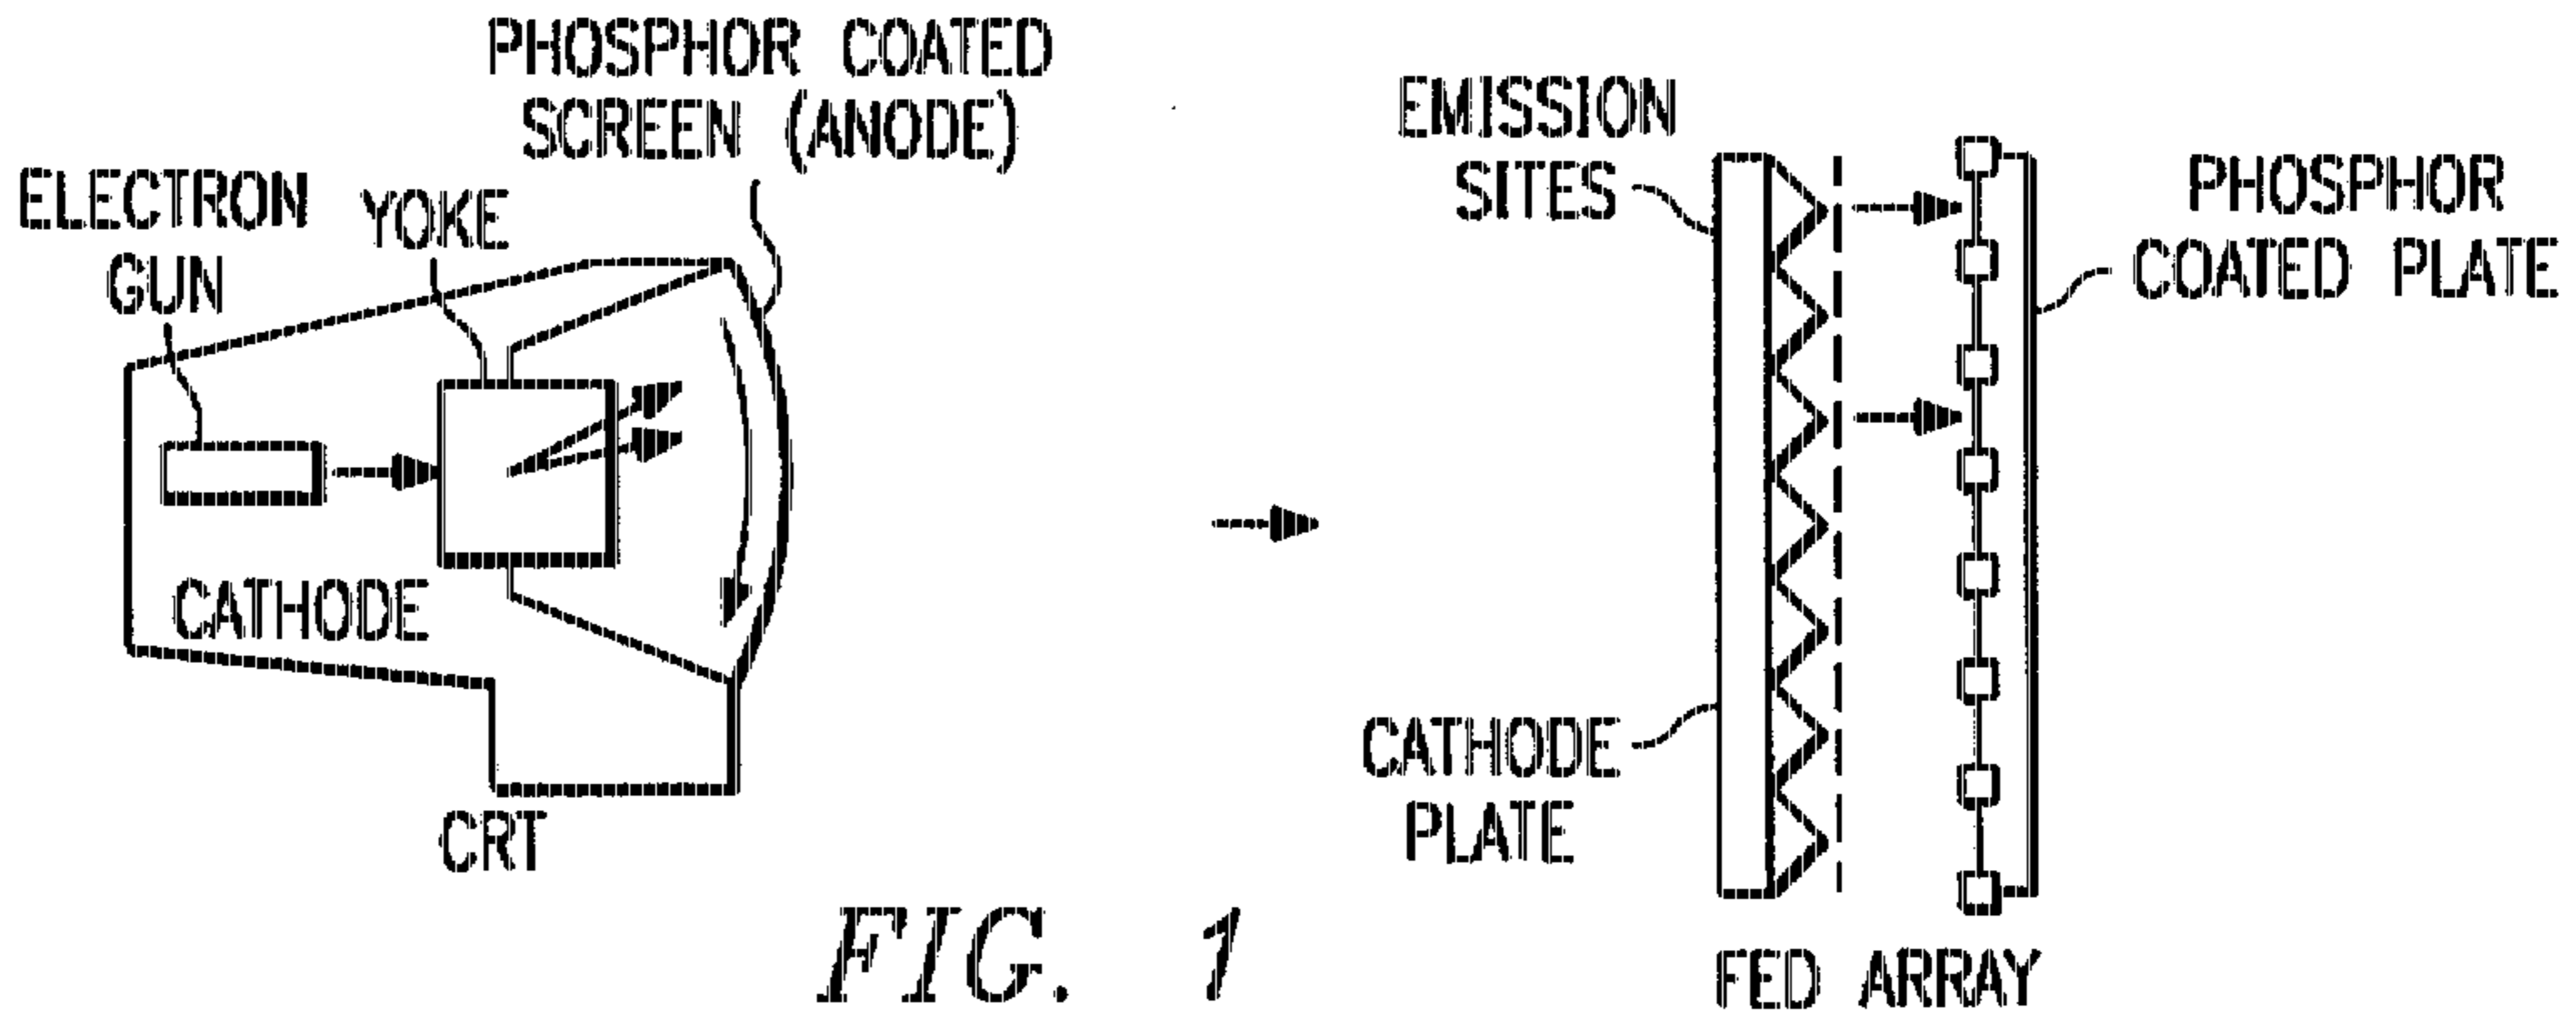 PHOSPHOR COATED
SCREEN (ANODE)
ELECTRON
GUN
YOKE
CATHODE
CRT
EMISSION
SITES
PHOSPHOR
COATED PLATE
CATHODE
PLATE
FED ARRAY
FIG. 1